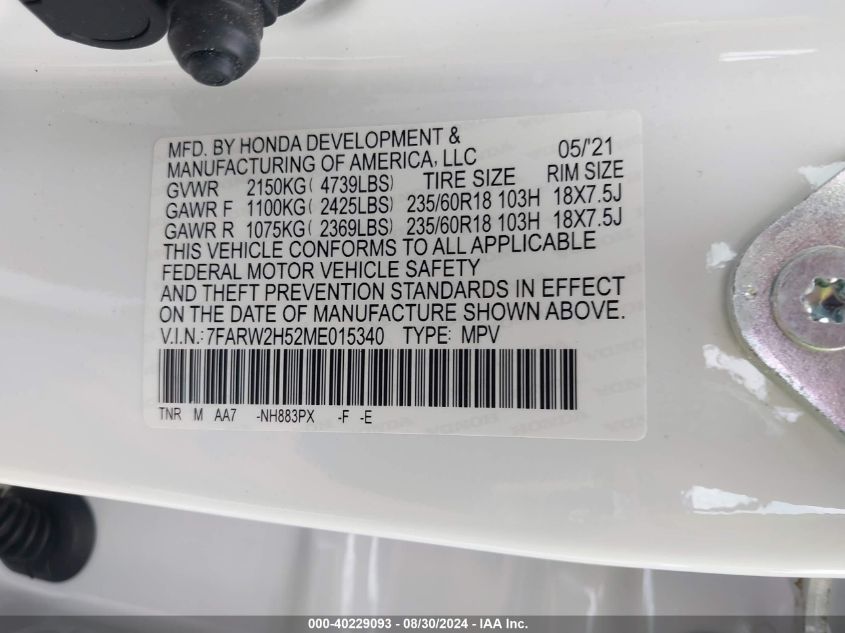 MFD. BY HONDA DEVELOPMENT &
MANUFACTURING OF AMERICA, LLC 05/'21
GVWR 2150KG( 4739LBS) TIRE SIZE RIM SIZE
GAWR F 1100KG( 2425LBS) 235/60R18 103H 18X7.5J
GAWR R 1075KG( 2369LBS) 235/60R18 103H 18X7.5J
THIS VEHICLE CONFORMS TO ALL APPLICABLE
FEDERAL MOTOR VEHICLE SAFETY
AND THEFT PREVENTION STANDARDS IN EFFECT
ON THE DATE OF MANUFACTURE SHOWN ABOVE.
V.I.N.: 7FARW2H52ME015340 TYPE: MPV
TNR M AA7 -NH883PX -F -E
000-40229093 - 08/30/2024 - IAA Inc.